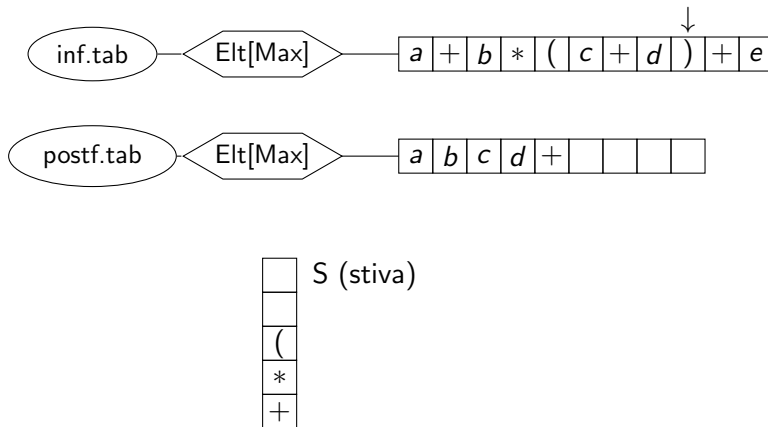 ↓
inf.tab Elt[Max] a + b * ( c + d ) + e
postf.tab Elt[Max] a b c d +
S (stiva)
(
*
+